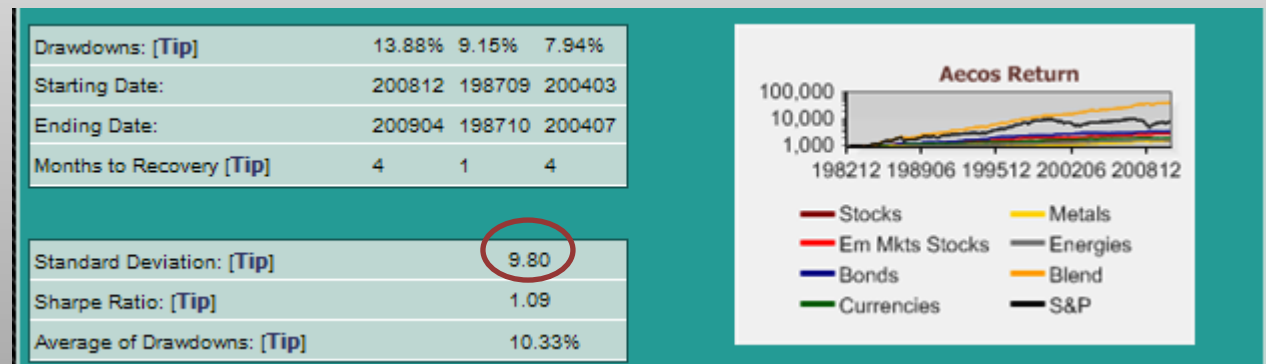 Drawdowns: [Tip] 13.88% 9.15% 7.94%
Starting Date: 200812 198709 200403
Ending Date: 200904 198710 200407
Months to Recovery [Tip] 4 1 4
Standard Deviation: [Tip] 9.80
Sharpe Ratio: [Tip] 1.09
Average of Drawdowns: [Tip] 10.33%
Aecos Return
100,000
10,000
1,000
198212 198906 199512 200206 200812
Stocks Metals
Em Mkts Stocks Energies
Bonds Blend
Currencies S&P